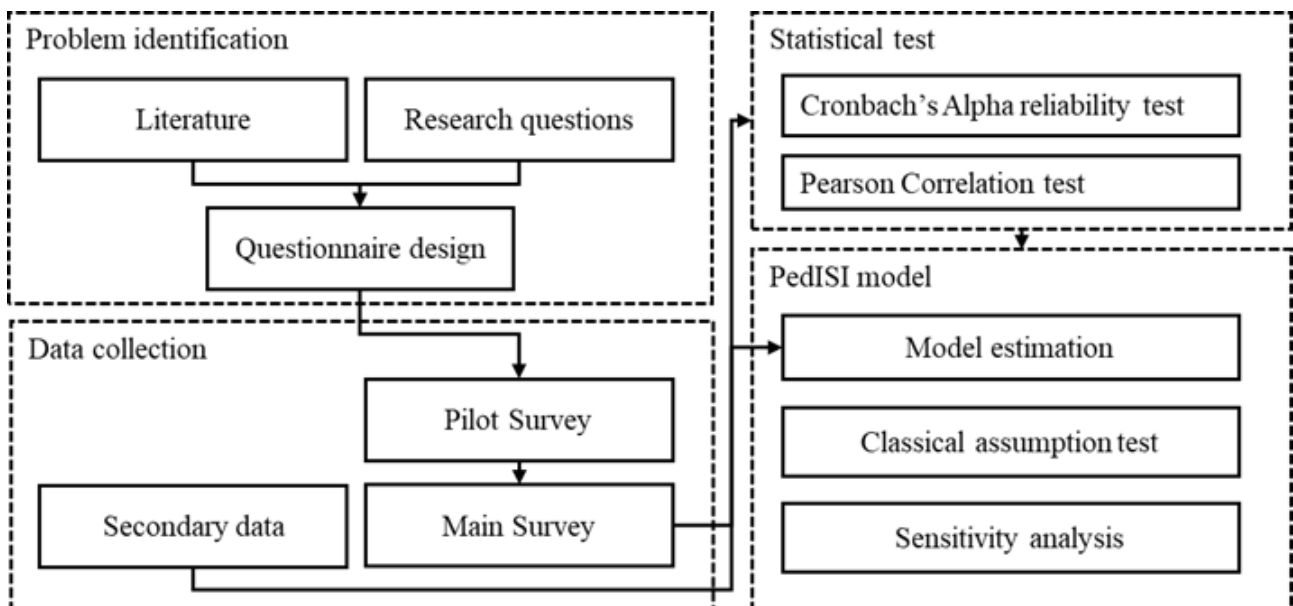 Problem identification
Literature
Research questions
Questionnaire design
Data collection
Pilot Survey
Secondary data
Main Survey
Statistical test
Cronbach’s Alpha reliability test
Pearson Correlation test
PedISI model
Model estimation
Classical assumption test
Sensitivity analysis